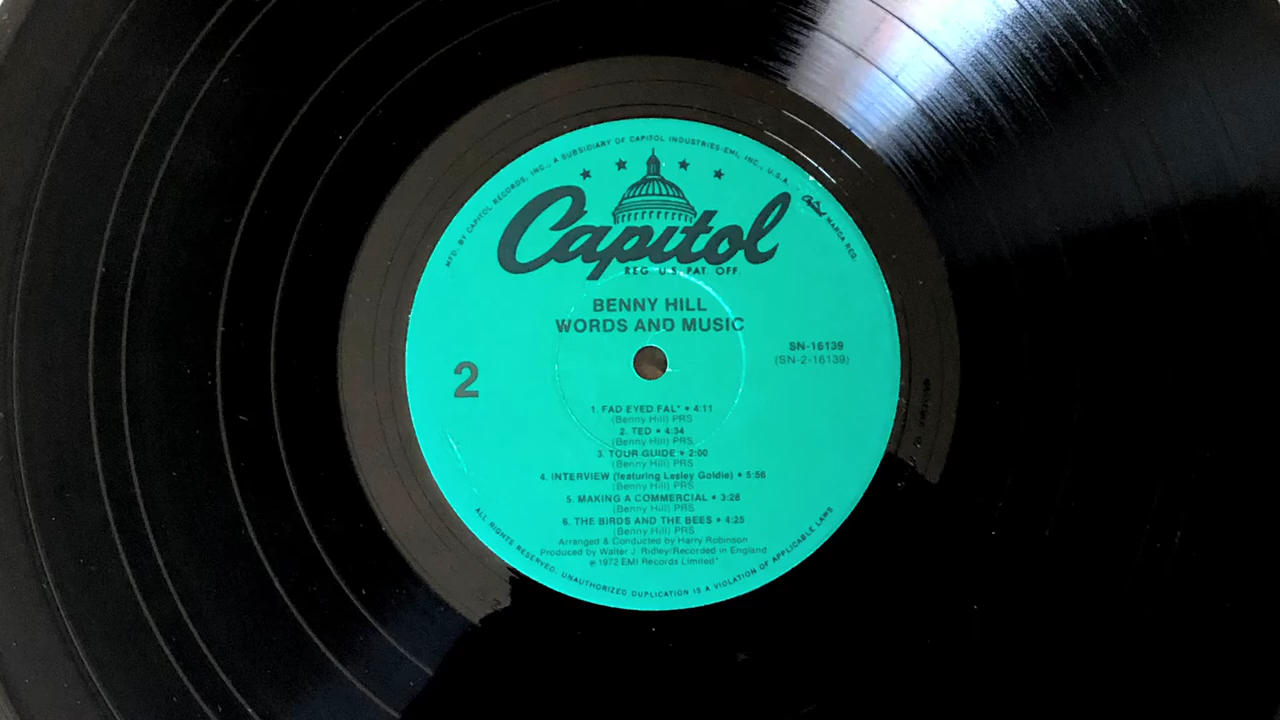 MFD. BY CAPITOL RECORDS, INC., A SUBSIDIARY OF CAPITOL INDUSTRIES-EMI, INC., U.S.A.
Capitol MARCA REG.
Capitol
REG. U.S. PAT. OFF.
BENNY HILL
WORDS AND MUSIC
SN-16139
(SN-2-16139)
2
1. FAD EYED FAL* • 4:11
(Benny Hill) PRS
2. TED • 4:34
(Benny Hill) PRS
3. TOUR GUIDE • 2:00
(Benny Hill) PRS
4. INTERVIEW (featuring Lesley Goldie) • 5:56
(Benny Hill) PRS
5. MAKING A COMMERCIAL • 3:28
(Benny Hill) PRS
6. THE BIRDS AND THE BEES • 4:25
(Benny Hill) PRS
Arranged & Conducted by Harry Robinson
Produced by Walter J. Ridley/Recorded in England
℗ 1972 EMI Records Limited*
ALL RIGHTS RESERVED. UNAUTHORIZED DUPLICATION IS A VIOLATION OF APPLICABLE LAWS